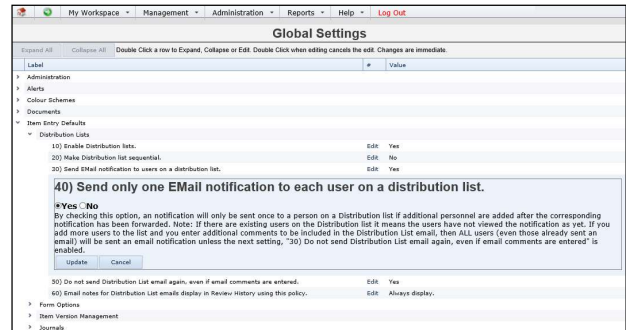 My Workspace Management Administration Reports Help Log Out
Global Settings
Expand All Collapse All Double Click a row to Expand, Collapse or Edit. Double Click when editing cancels the edit. Changes are immediate.
Label # Value
Administration
Alerts
Colour Schemes
Documents
Item Entry Defaults
Distribution Lists
10) Enable Distribution lists. Edit Yes
20) Make Distribution list sequential. Edit No
30) Send EMail notification to users on a distribution list. Edit Yes
40) Send only one EMail notification to each user on a distribution list.
Yes No
By checking this option, an notification will only be sent once to a person on a Distribution list if additional personnel are added after the corresponding
notification has been forwarded. Note: If there are existing users on the Distribution list it means the users have not viewed the notification as yet. If you
add more users to the list and you enter additional comments to be included in the Distribution List email, then ALL users (even those already sent an
email) will be sent an email notification unless the next setting, "30) Do not send Distribution List email again, even if email comments are entered" is
enabled.
Update Cancel
50) Do not send Distribution List email again, even if email comments are entered. Edit Yes
60) Email notes for Distribution List emails display in Review History using this policy. Edit Always display.
Form Options
Item Version Management
Journals